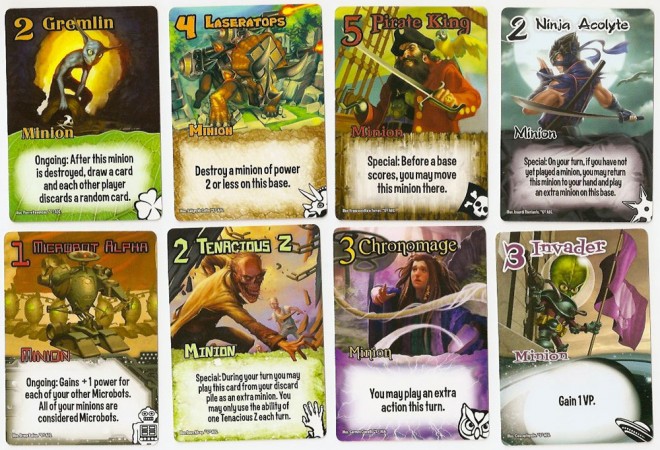 2 Gremlin
Minion
Ongoing: After this minion
is destroyed, draw a card
and each other player
discards a random card.
4 Laseratops
Minion
Destroy a minion of power
2 or less on this base.
5 Pirate King
Minion
Special: Before a base
scores, you may move
this minion there.
2 Ninja Acolyte
Minion
Special: On your turn, if you have not
yet played a minion, you may return
this minion to your hand and play
an extra minion on this base.
1 Microbot Alpha
Minion
Ongoing: Gains +1 power for
each of your other Microbots.
All of your minions are
considered Microbots.
2 Tenacious Z
Minion
Special: During your turn you may
play this card from your discard
pile as an extra minion. You
may only use the ability of
one Tenacious Z each turn.
3 Chronomage
Minion
You may play an extra
action this turn.
3 Invader
Minion
Gain 1 VP.